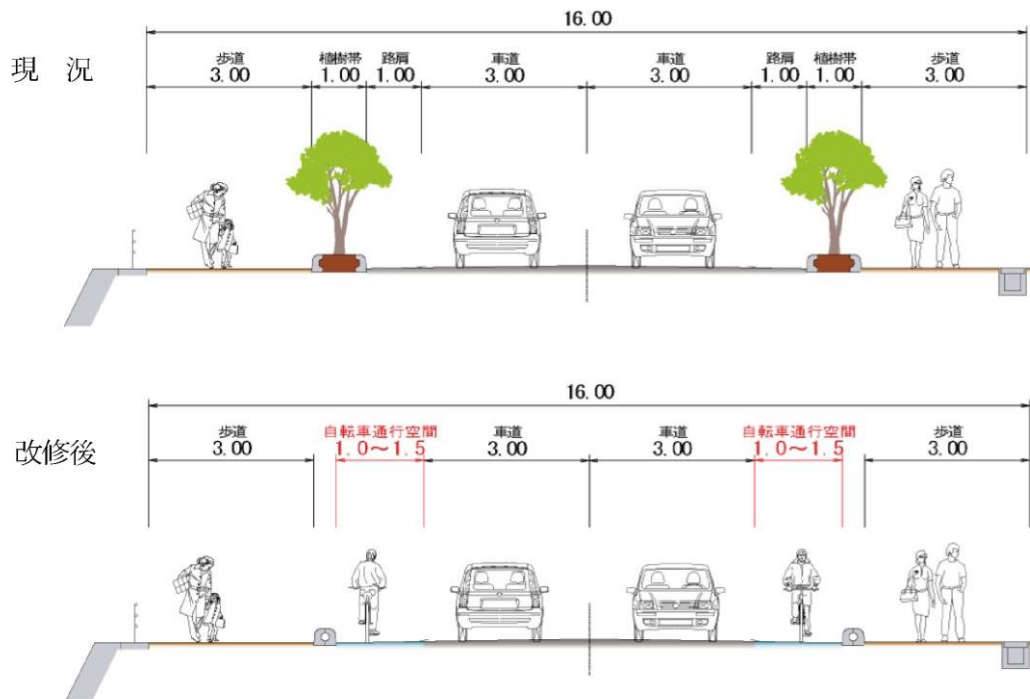 16.00
現 況
歩道 植樹帯 路肩 車道 車道 路肩 植樹帯 歩道
3.00 1.00 1.00 3.00 3.00 1.00 1.00 3.00
16.00
改修後
歩道 自転車通行空間 車道 車道 自転車通行空間 歩道
3.00 1.0～1.5 3.00 3.00 1.0～1.5 3.00